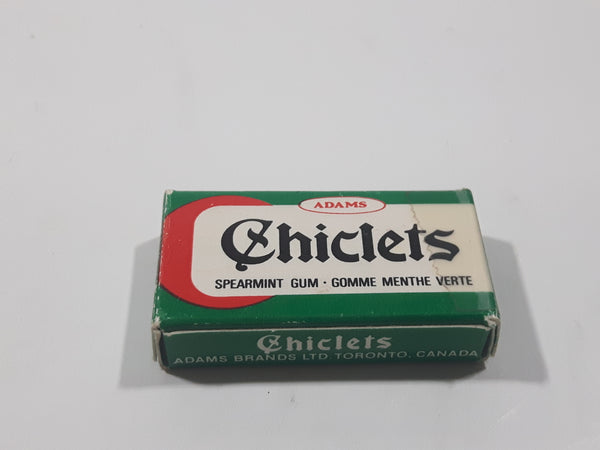 ADAMS
Chiclets
SPEARMINT GUM · GOMME MENTHE VERTE
Chiclets
ADAMS BRANDS LTD. TORONTO, CANADA